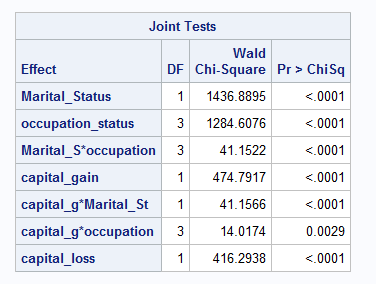 Joint Tests
Wald
Effect DF Chi-Square Pr > ChiSq
Marital_Status 1 1436.8895 <.0001
occupation_status 3 1284.6076 <.0001
Marital_S*occupation 3 41.1522 <.0001
capital_gain 1 474.7917 <.0001
capital_g*Marital_St 1 41.1566 <.0001
capital_g*occupation 3 14.0174 0.0029
capital_loss 1 416.2938 <.0001